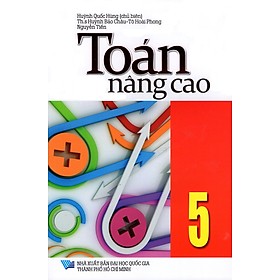 Huỳnh Quốc Hùng (chủ biên)
Th.s Huỳnh Bảo Châu-Tô Hoài Phong
Nguyễn Tiến
Toán
nâng cao
5
NHÀ XUẤT BẢN ĐẠI HỌC QUỐC GIA
THÀNH PHỐ HỒ CHÍ MINH